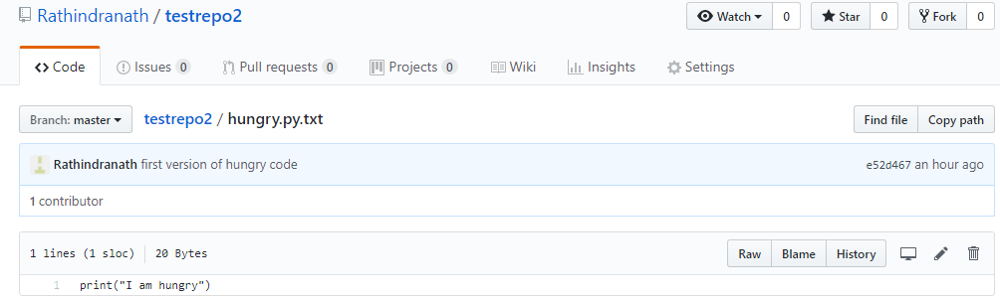 Rathindranath / testrepo2
Watch 0 Star 0 Fork 0
Code Issues 0 Pull requests 0 Projects 0 Wiki Insights Settings
Branch: master testrepo2 / hungry.py.txt Find file Copy path
Rathindranath first version of hungry code e52d467 an hour ago
1 contributor
1 lines (1 sloc) 20 Bytes Raw Blame History
1 print("I am hungry")